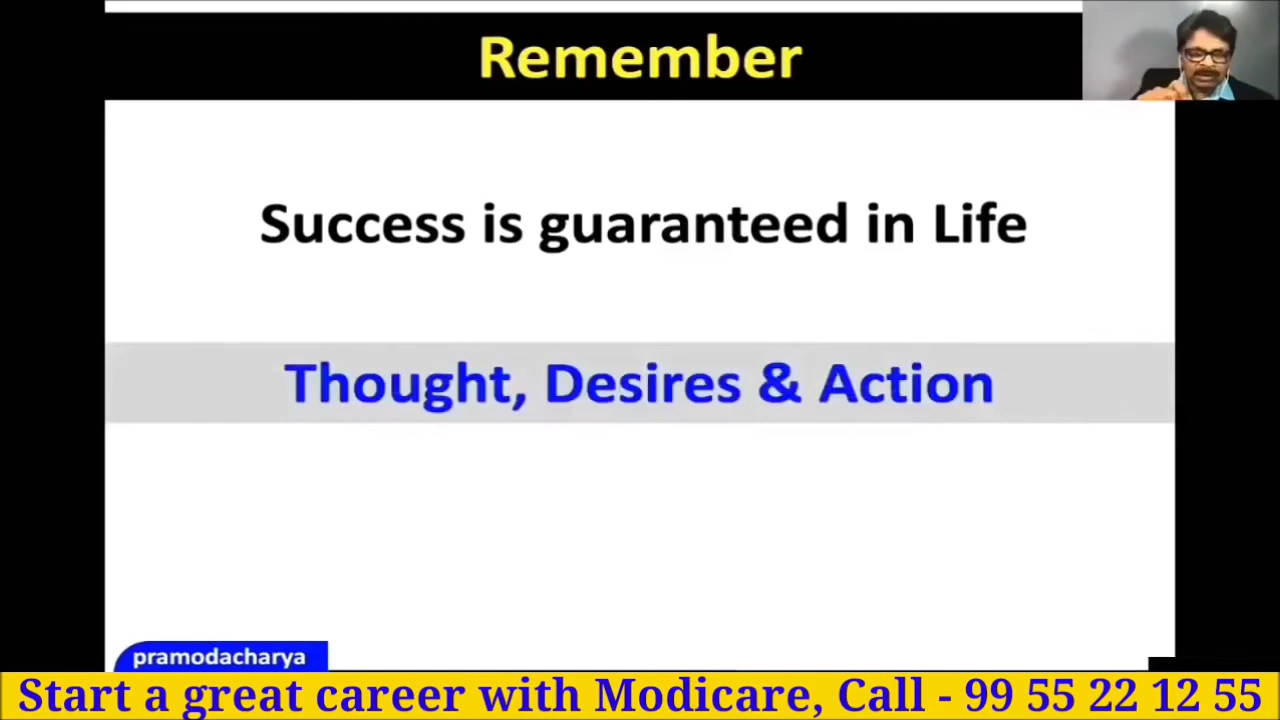 Remember
Success is guaranteed in Life
Thought, Desires & Action
pramodacharya
Start a great career with Modicare, Call - 99 55 22 12 55